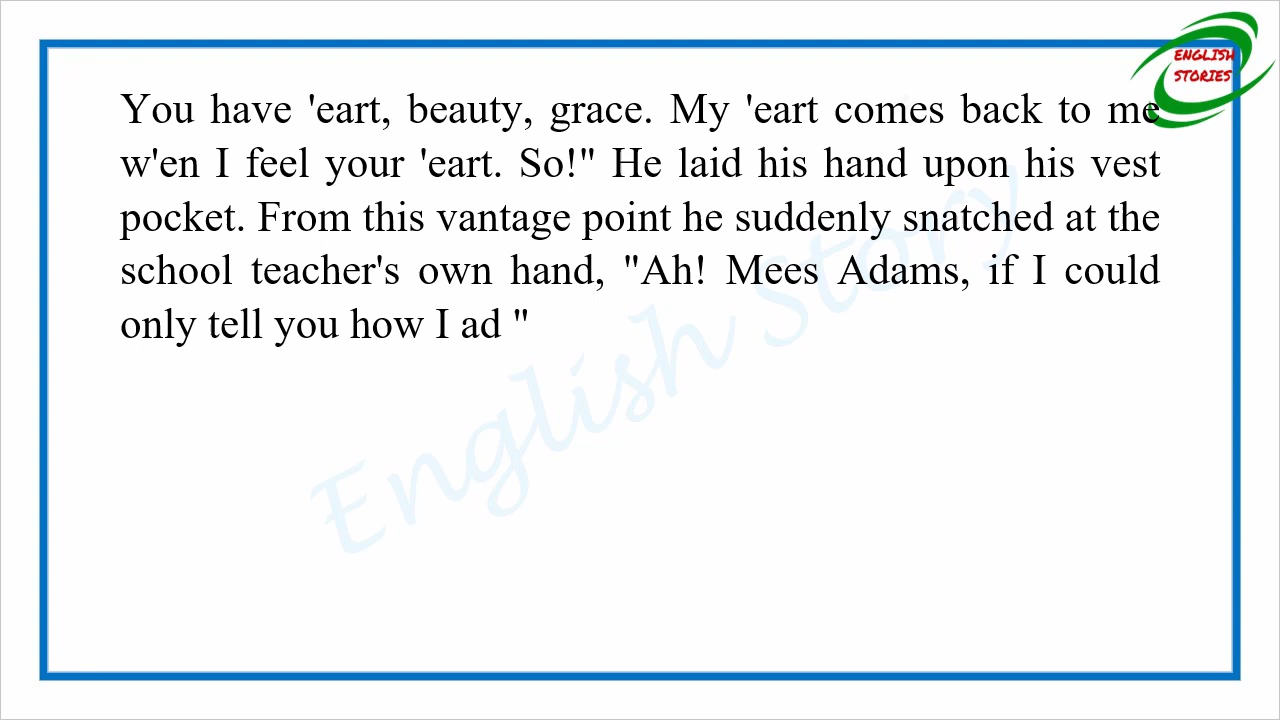 ENGLISH
STORIES
You have 'eart, beauty, grace. My 'eart comes back to me
w'en I feel your 'eart. So!" He laid his hand upon his vest
pocket. From this vantage point he suddenly snatched at the
school teacher's own hand, "Ah! Mees Adams, if I could
only tell you how I ad "
English Story